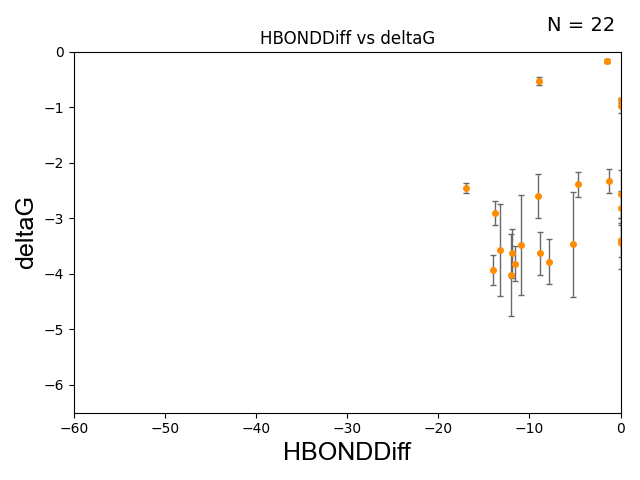 N = 22
HBONDDiff vs deltaG
deltaG
0
−1
−2
−3
−4
−5
−6
−60 −50 −40 −30 −20 −10 0
HBONDDiff